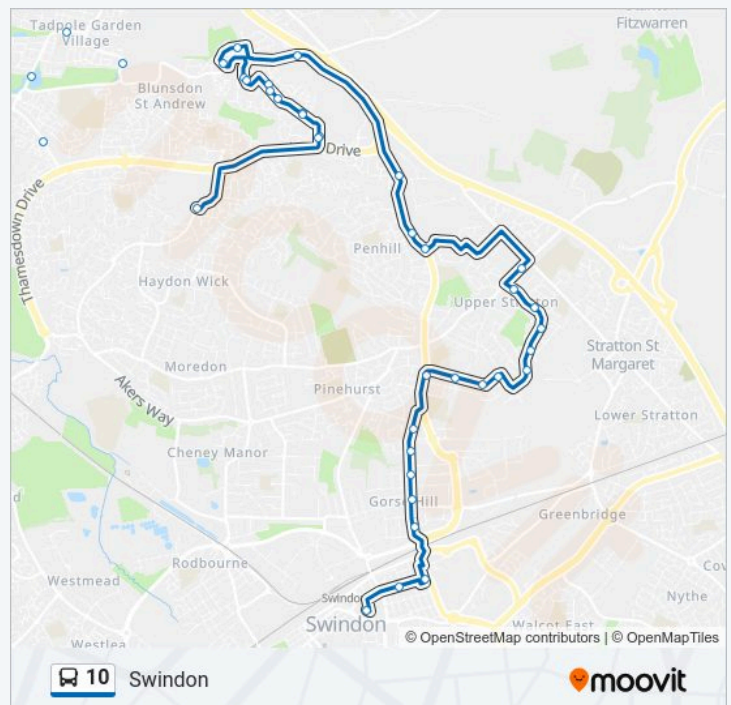 Tadpole Garden
Village
Fitzwarren
Blunsdon
St Andrew
Drive
Thamesdown Drive
Penhill
Haydon Wick
Upper Stratton
Moredon
Stratton St
Margaret
Akers Way
Pinehurst
Lower Stratton
Cheney Manor
Gorse Hill
Greenbridge
Rodbourne
Westmead
Swindon
Nythe
Swindon
Walcot East
Westlea
© OpenStreetMap contributors | © OpenMapTiles
10 Swindon
moovit